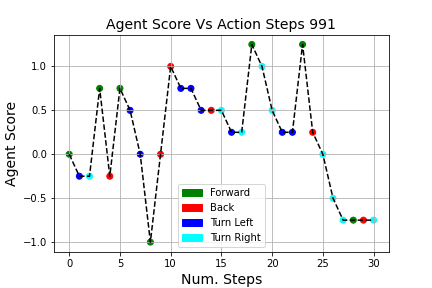 Agent Score Vs Action Steps 991
Agent Score
1.0
0.5
0.0
−0.5
−1.0
Forward
Back
Turn Left
Turn Right
0 5 10 15 20 25 30
Num. Steps